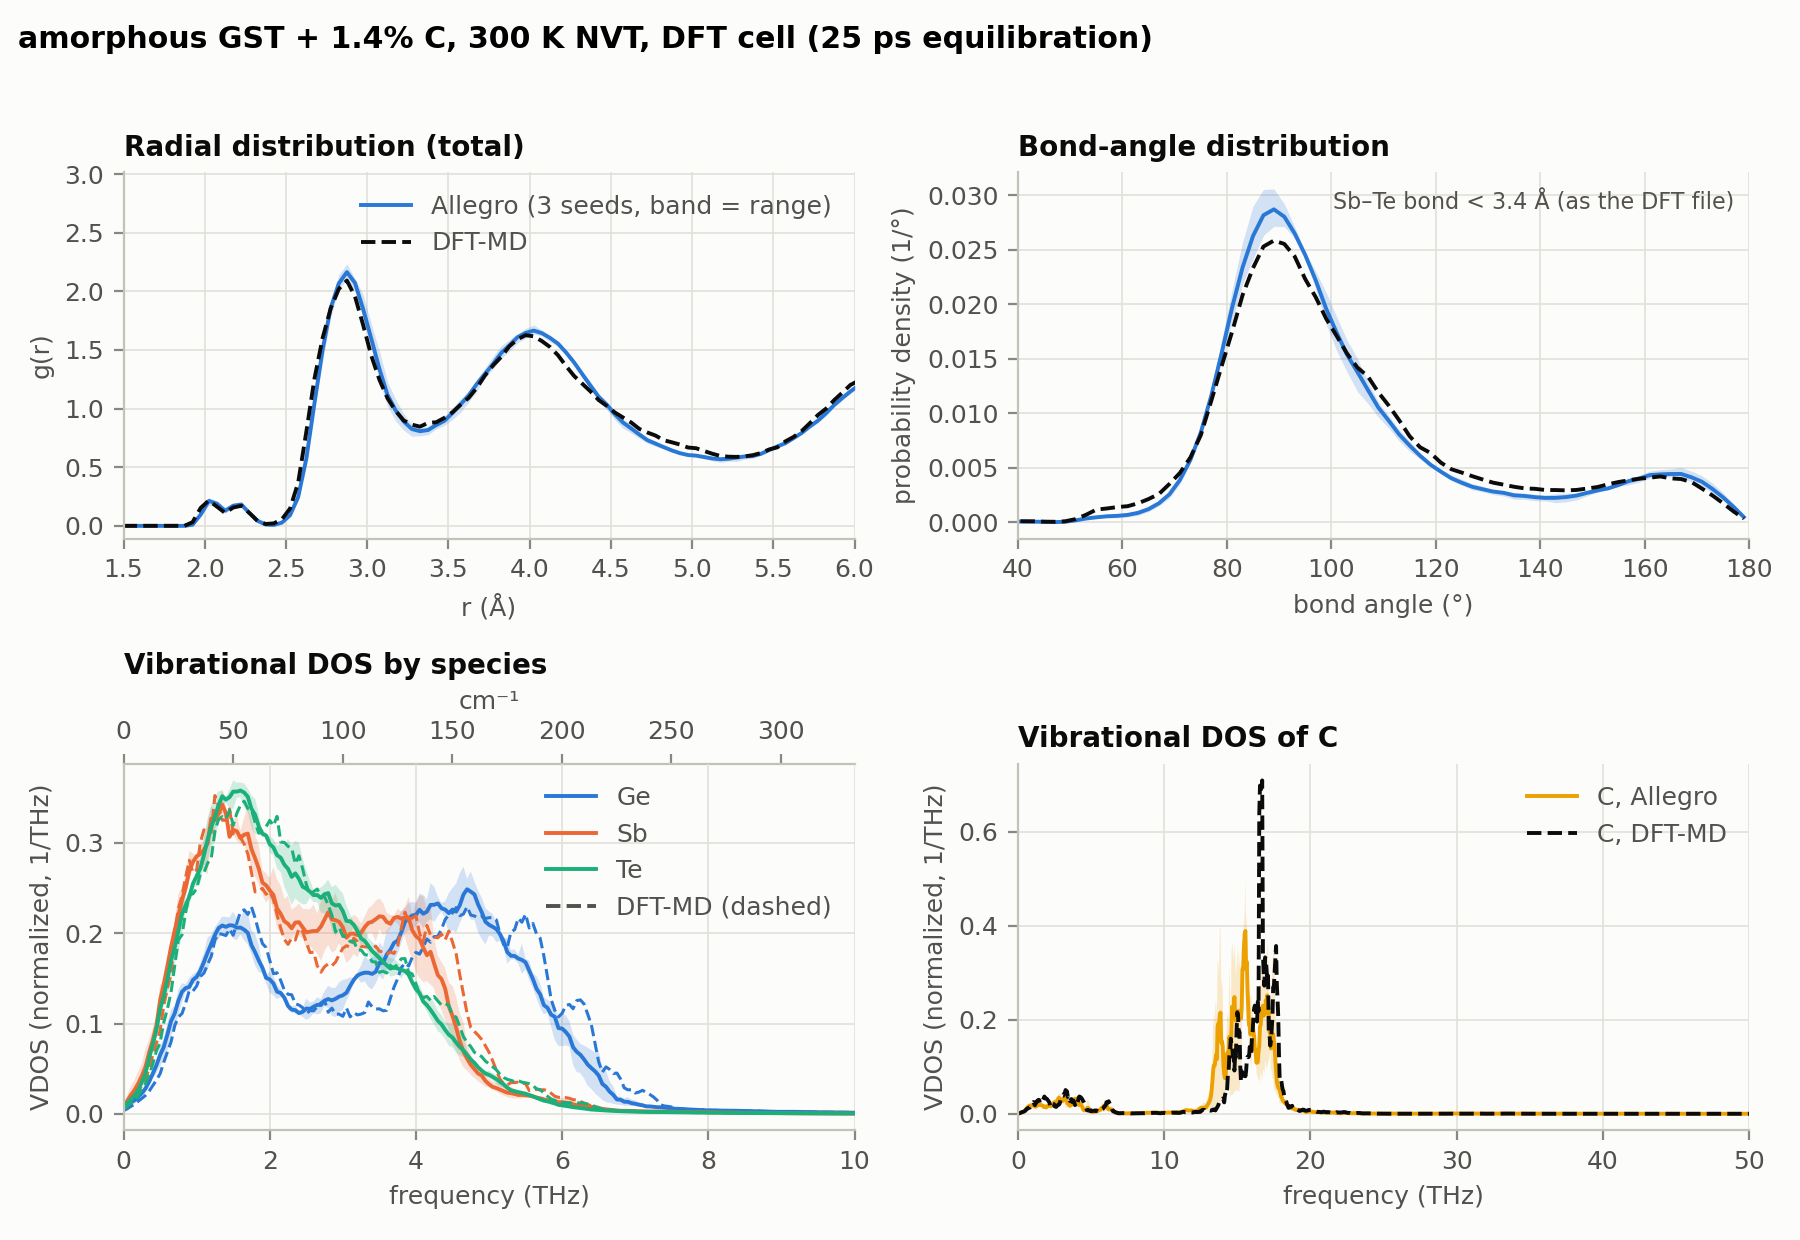 amorphous GST + 1.4% C, 300 K NVT, DFT cell (25 ps equilibration)
Radial distribution (total)
3.0
2.5
2.0
1.5
1.0
0.5
0.0
g(r)
Allegro (3 seeds, band = range)
DFT-MD
1.5 2.0 2.5 3.0 3.5 4.0 4.5 5.0 5.5 6.0
r (Å)
Bond-angle distribution
0.030
0.025
0.020
0.015
0.010
0.005
0.000
probability density (1/°)
Sb–Te bond < 3.4 Å (as the DFT file)
40 60 80 100 120 140 160 180
bond angle (°)
Vibrational DOS by species
cm⁻¹
0 50 100 150 200 250 300
0.3
0.2
0.1
0.0
VDOS (normalized, 1/THz)
Ge
Sb
Te
DFT-MD (dashed)
0 2 4 6 8 10
frequency (THz)
Vibrational DOS of C
0.6
0.4
0.2
0.0
VDOS (normalized, 1/THz)
C, Allegro
C, DFT-MD
0 10 20 30 40 50
frequency (THz)